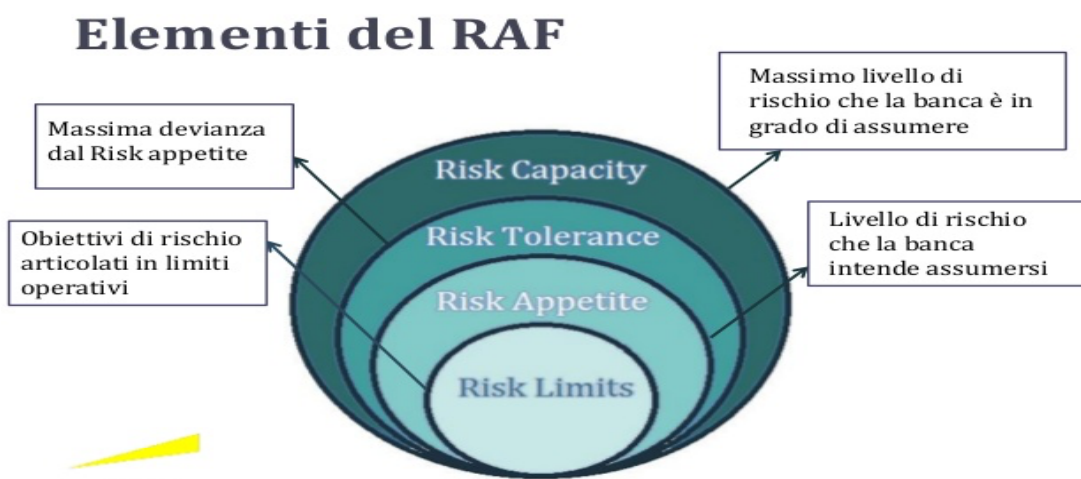 Elementi del RAF
Massimo livello di
rischio che la banca è in
grado di assumere
Massima devianza
dal Risk appetite
Risk Capacity
Livello di rischio
che la banca
intende assumersi
Obiettivi di rischio
articolati in limiti
operativi
Risk Tolerance
Risk Appetite
Risk Limits